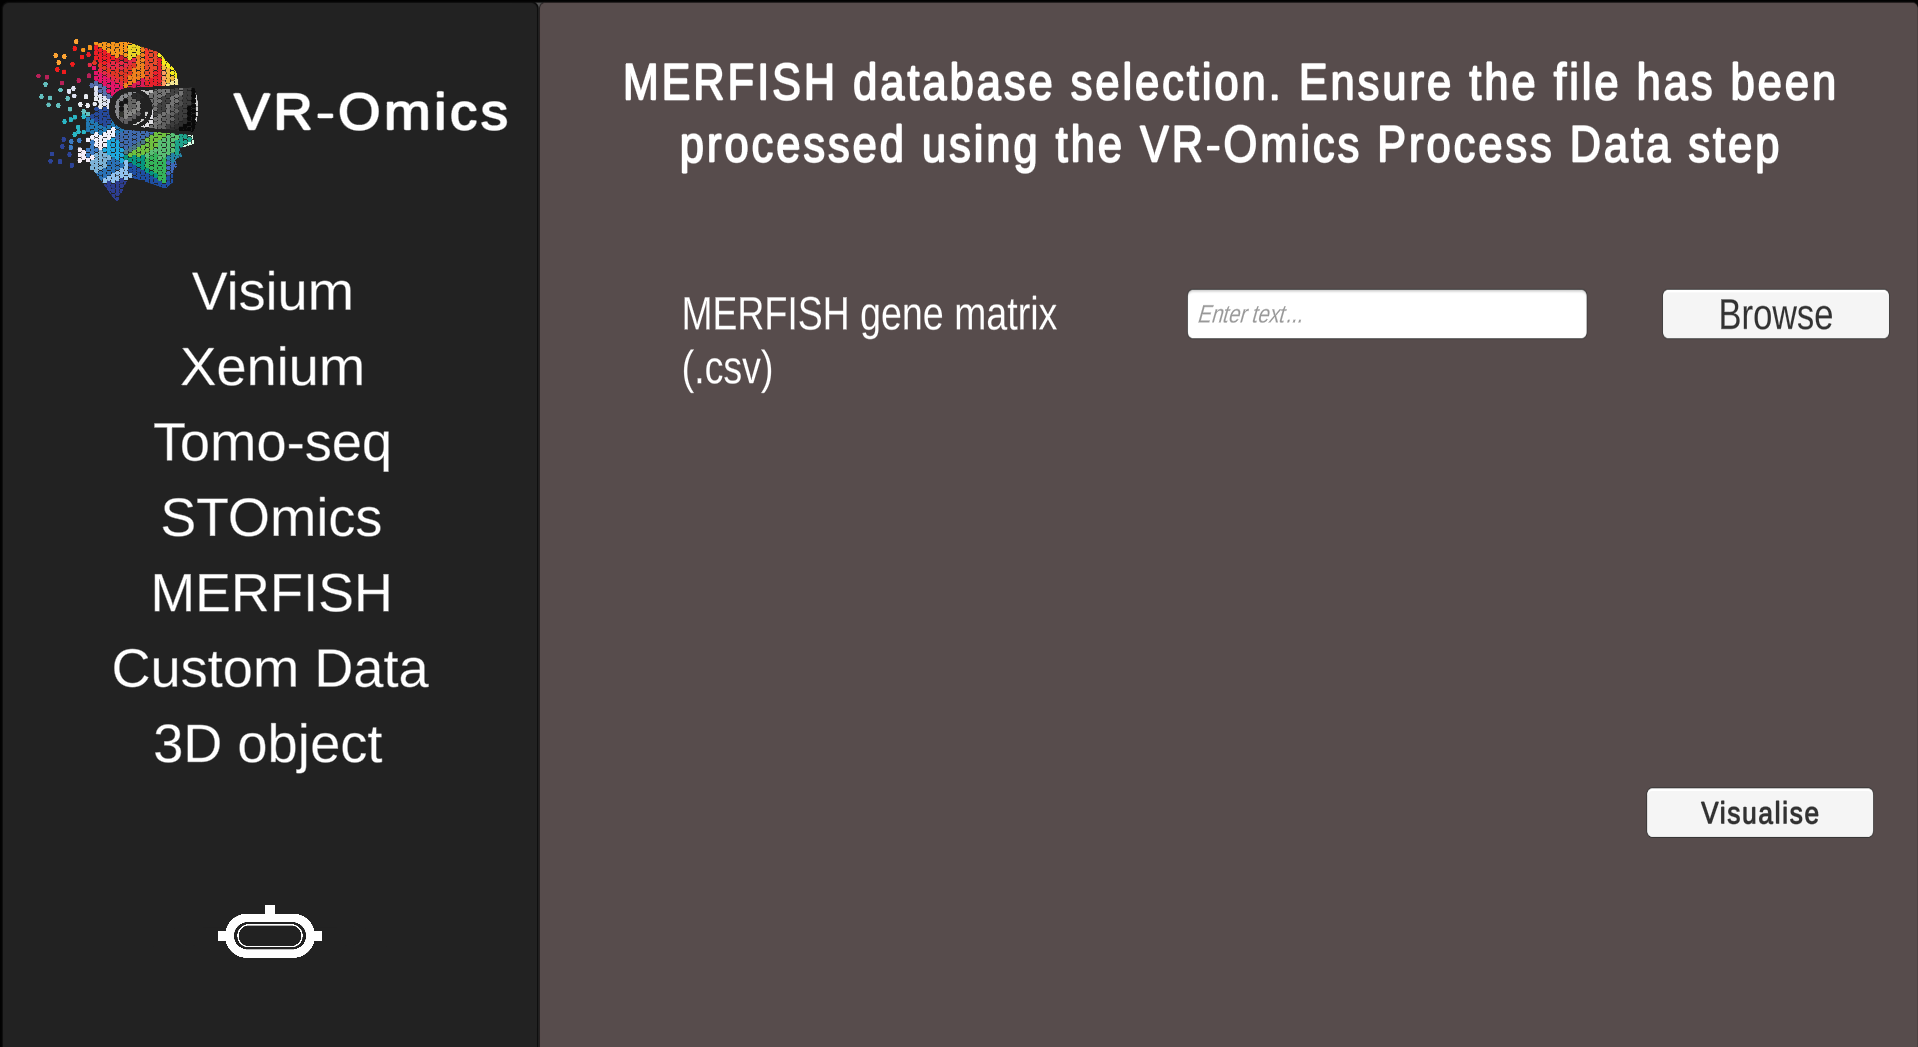 VR-Omics
Visium
Xenium
Tomo-seq
STOmics
MERFISH
Custom Data
3D object
MERFISH database selection. Ensure the file has been
processed using the VR-Omics Process Data step
MERFISH gene matrix
(.csv)
Enter text...
Browse
Visualise